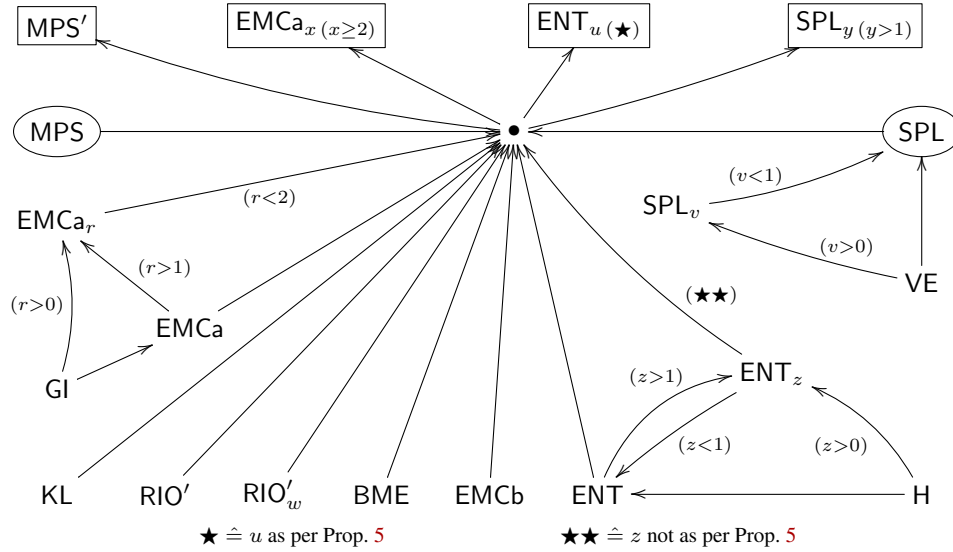 MPS′ EMCa_x (x≥2) ENT_u (★) SPL_y (y>1)
MPS • SPL
(v<1)
(r<2)
EMCa_r SPL_v
(r>1) (v>0)
(r>0) (★★) VE
EMCa
GI (z>1) ENT_z
(z<1) (z>0)
KL RIO′ RIO′_w BME EMCb ENT H
★ ≙ u as per Prop. 5 ★★ ≙ z not as per Prop. 5